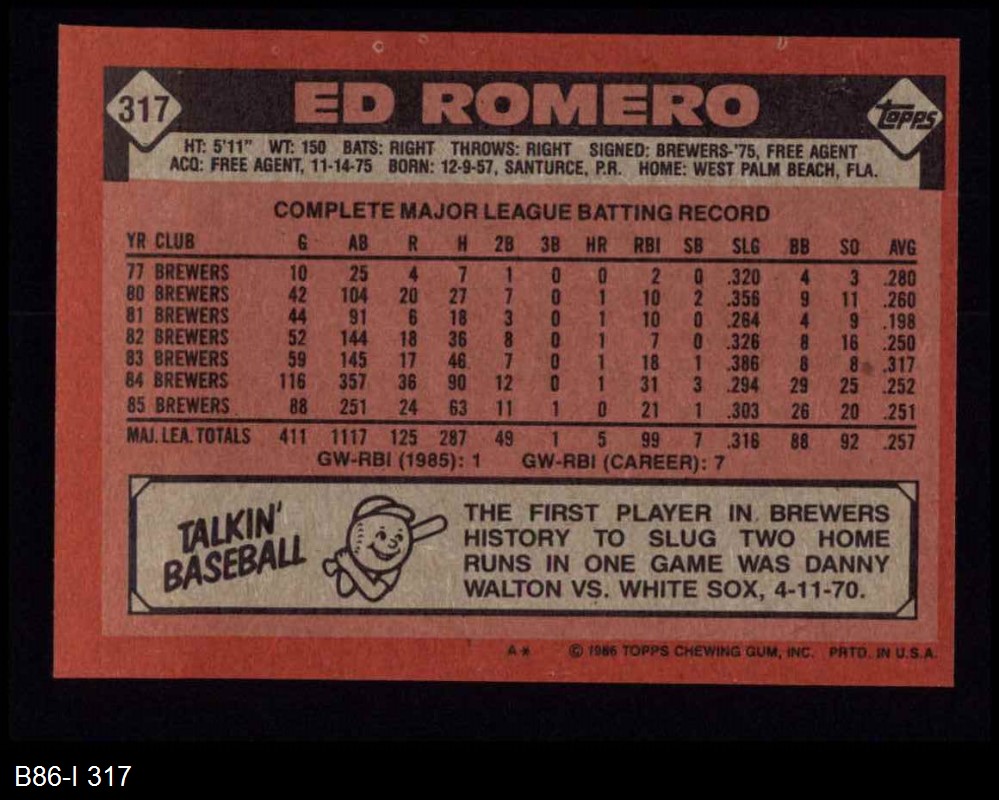 317 ED ROMERO Topps
HT: 5'11" WT: 150 BATS: RIGHT THROWS: RIGHT SIGNED: BREWERS-'75, FREE AGENT
ACQ: FREE AGENT, 11-14-75 BORN: 12-9-57, SANTURCE, P.R. HOME: WEST PALM BEACH, FLA.
COMPLETE MAJOR LEAGUE BATTING RECORD
YR CLUB G AB R H 2B 3B HR RBI SB SLG BB SO AVG
77 BREWERS 10 25 4 7 1 0 0 2 0 .320 4 3 .280
80 BREWERS 42 104 20 27 7 0 1 10 2 .356 9 11 .260
81 BREWERS 44 91 6 18 3 0 1 10 0 .264 4 9 .198
82 BREWERS 52 144 18 36 8 0 1 7 0 .326 8 16 .250
83 BREWERS 59 145 17 46 7 0 1 18 1 .386 8 8 .317
84 BREWERS 116 357 36 90 12 0 1 31 3 .294 29 25 .252
85 BREWERS 88 251 24 63 11 1 0 21 1 .303 26 20 .251
MAJ. LEA. TOTALS 411 1117 125 287 49 1 5 99 7 .316 88 92 .257
GW-RBI (1985): 1 GW-RBI (CAREER): 7
TALKIN'
BASEBALL
THE FIRST PLAYER IN BREWERS
HISTORY TO SLUG TWO HOME
RUNS IN ONE GAME WAS DANNY
WALTON VS. WHITE SOX, 4-11-70.
A* © 1986 TOPPS CHEWING GUM, INC. PRTD. IN U.S.A.
B86-I 317